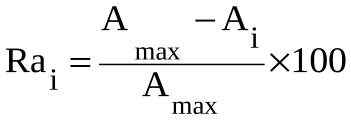 Ra_i = (A_max − A_i) / A_max × 100